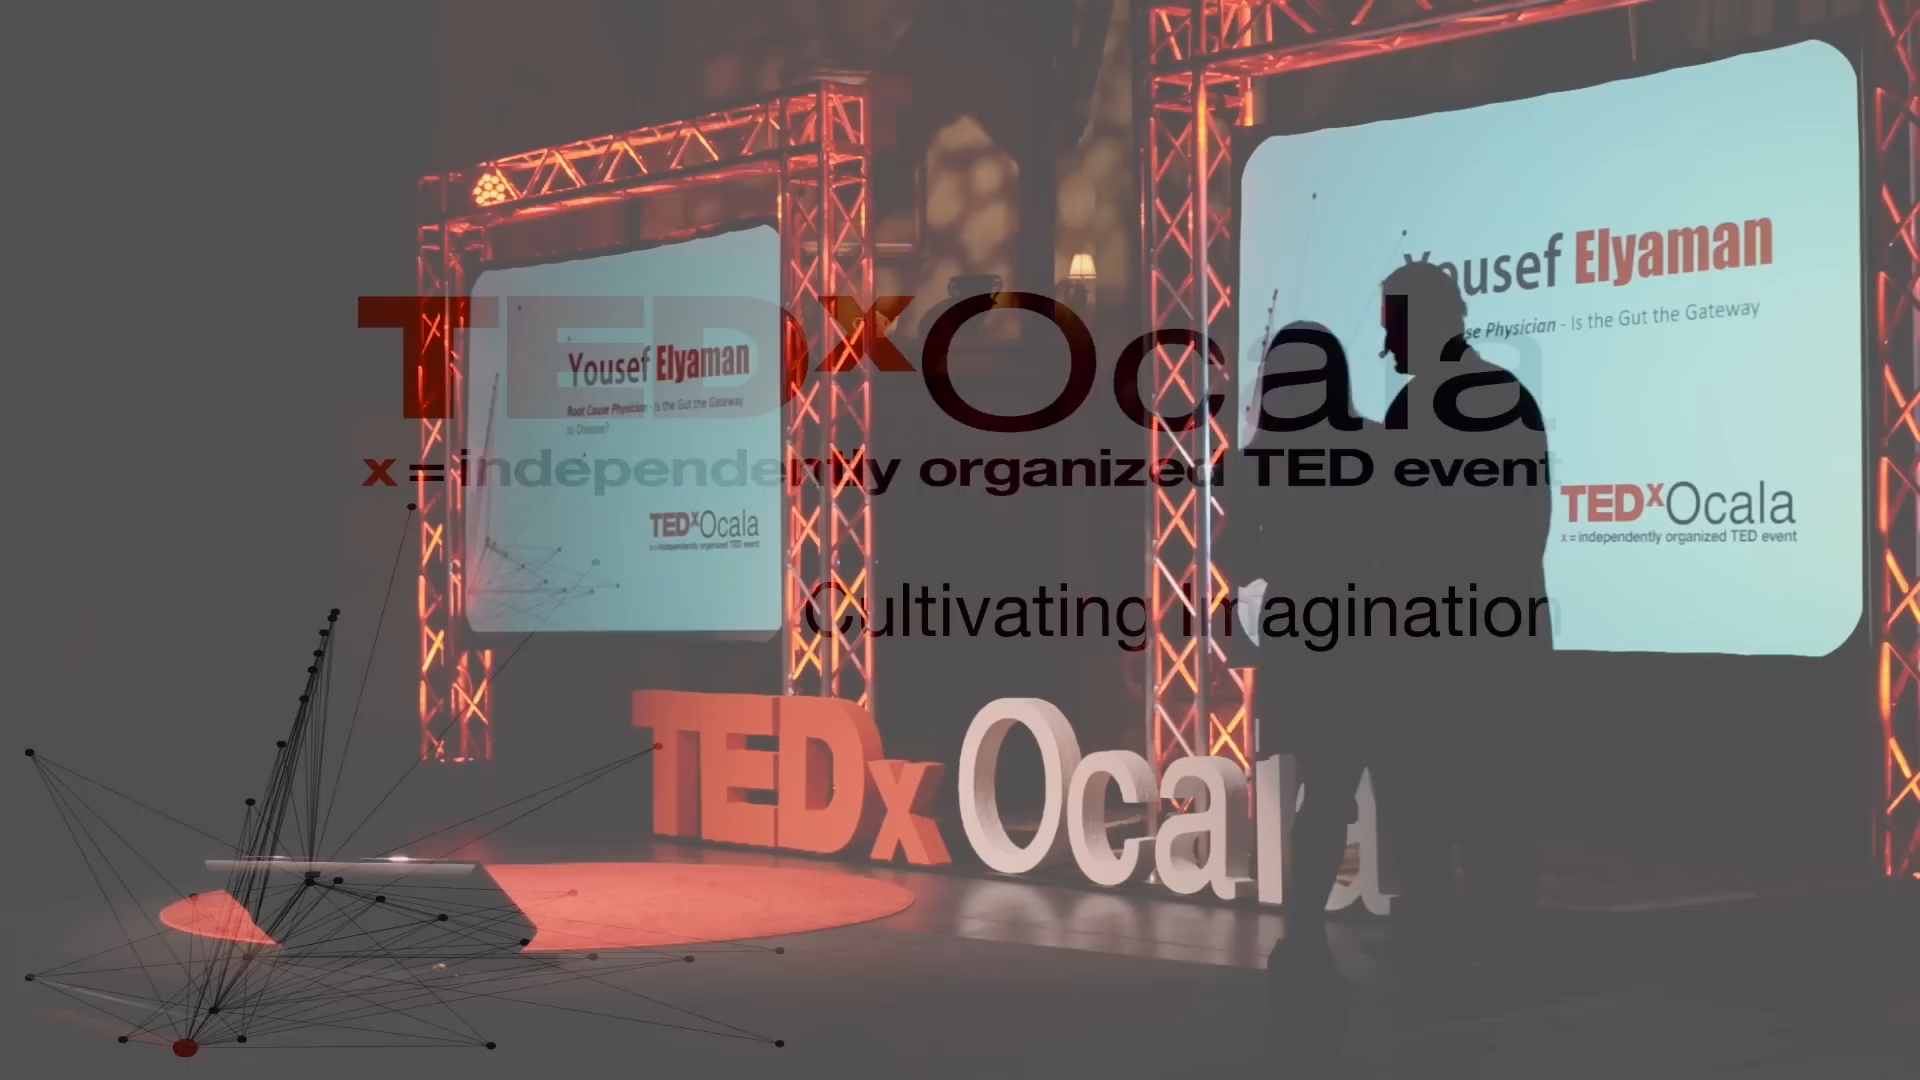 Yousef Elyaman
se Physician - Is the Gut the Gateway
TEDxOcala
x = independently organized TED event
Yousef Elyaman
Root Cause Physician - Is the Gut the Gateway
to Disease?
TEDxOcala
x = independently organized TED event
TEDxOcala
x = independently organized TED event
Cultivating Imagination
TEDxOcala